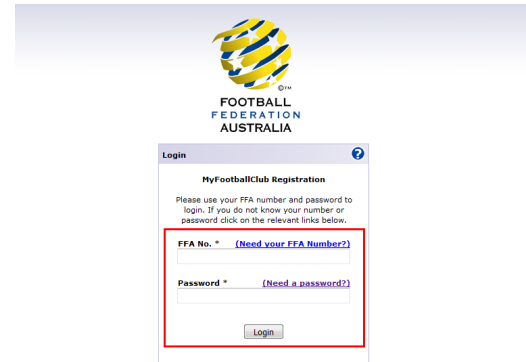 ©™
FOOTBALL
FEDERATION
AUSTRALIA
Login ?
MyFootballClub Registration
Please use your FFA number and password to
login. If you do not know your number or
password click on the relevant links below.
FFA No. * (Need your FFA Number?)
Password * (Need a password?)
Login